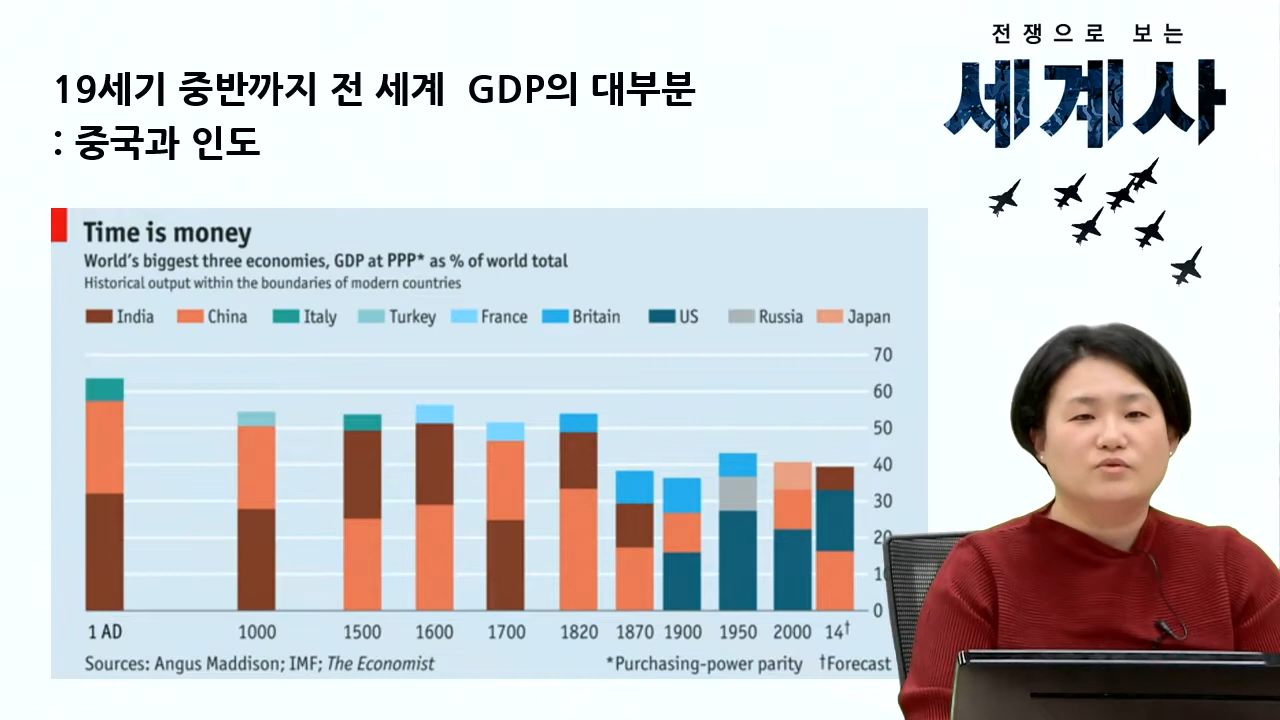 전쟁으로 보는
세계사
19세기 중반까지 전 세계 GDP의 대부분
: 중국과 인도
Time is money
World's biggest three economies, GDP at PPP* as % of world total
Historical output within the boundaries of modern countries
India China Italy Turkey France Britain US Russia Japan
70
60
50
40
30
20
10
0
1 AD 1000 1500 1600 1700 1820 1870 1900 1950 2000 14†
Sources: Angus Maddison; IMF; The Economist *Purchasing-power parity †Forecast